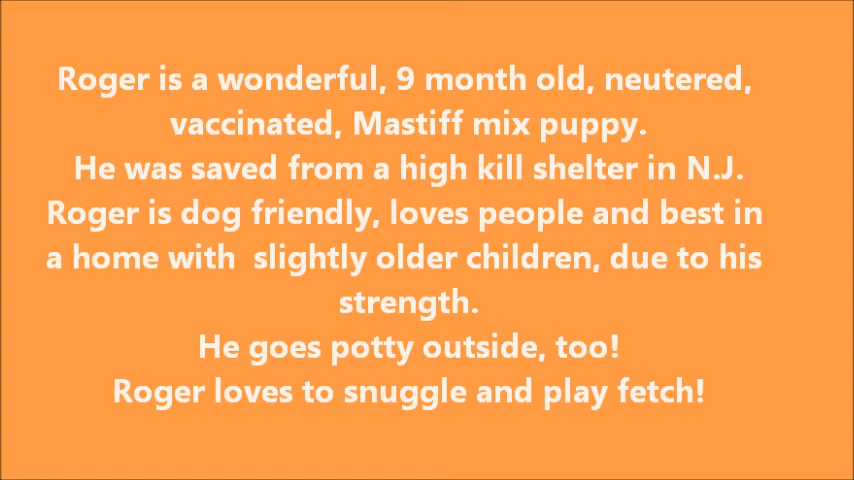 Roger is a wonderful, 9 month old, neutered,
vaccinated, Mastiff mix puppy.
He was saved from a high kill shelter in N.J.
Roger is dog friendly, loves people and best in
a home with  slightly older children, due to his
strength.
He goes potty outside, too!
Roger loves to snuggle and play fetch!